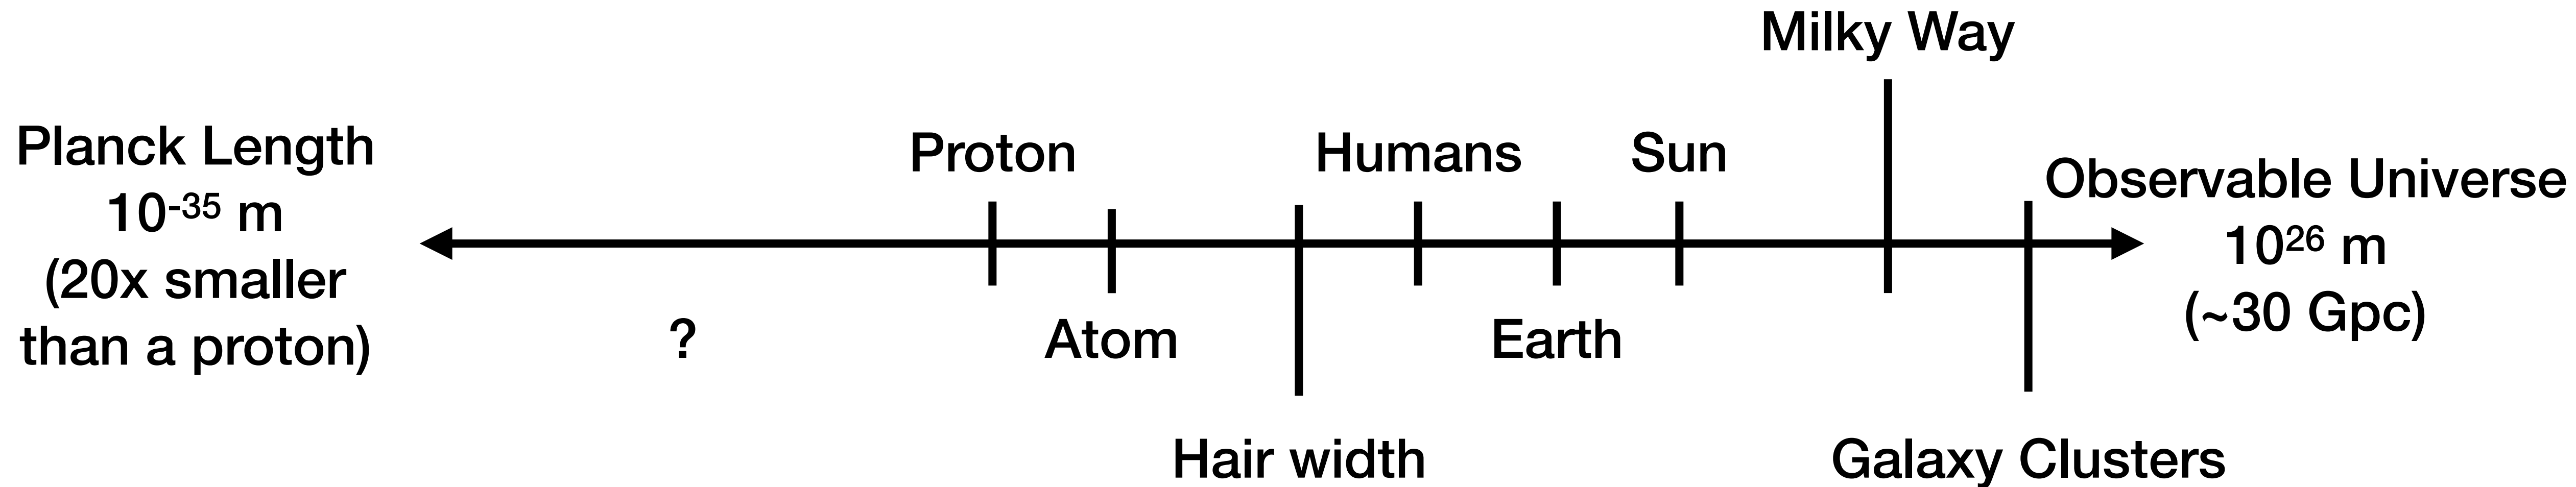 Milky Way
Planck Length
10⁻³⁵ m
(20x smaller
than a proton)
Proton
Humans
Sun
Observable Universe
10²⁶ m
(~30 Gpc)
?
Atom
Earth
Hair width
Galaxy Clusters